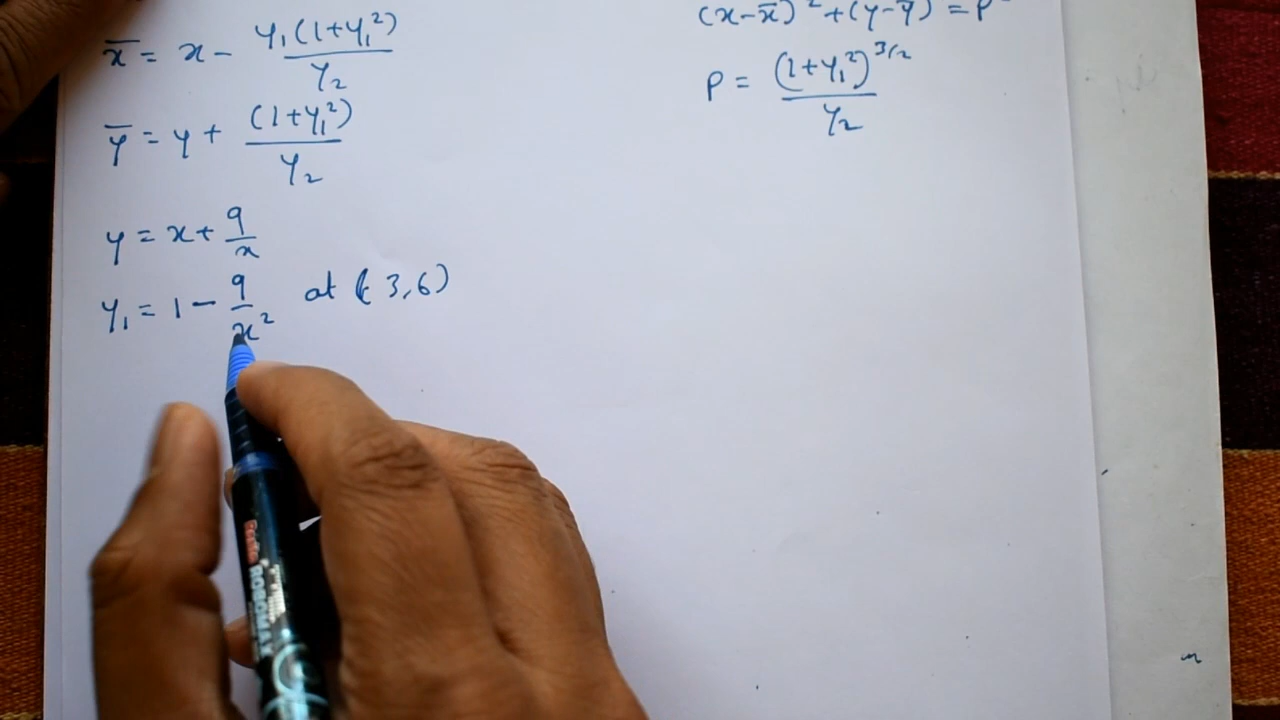 x̄ = x - y₁(1+y₁²)/y₂
ȳ = y + (1+y₁²)/y₂
y = x + 9/x
y₁ = 1 - 9/x² at (3,6)
(x-x̄)² + (y-ȳ) = ρ
ρ = (1+y₁²)^3/2 / y₂
ROBOMAX